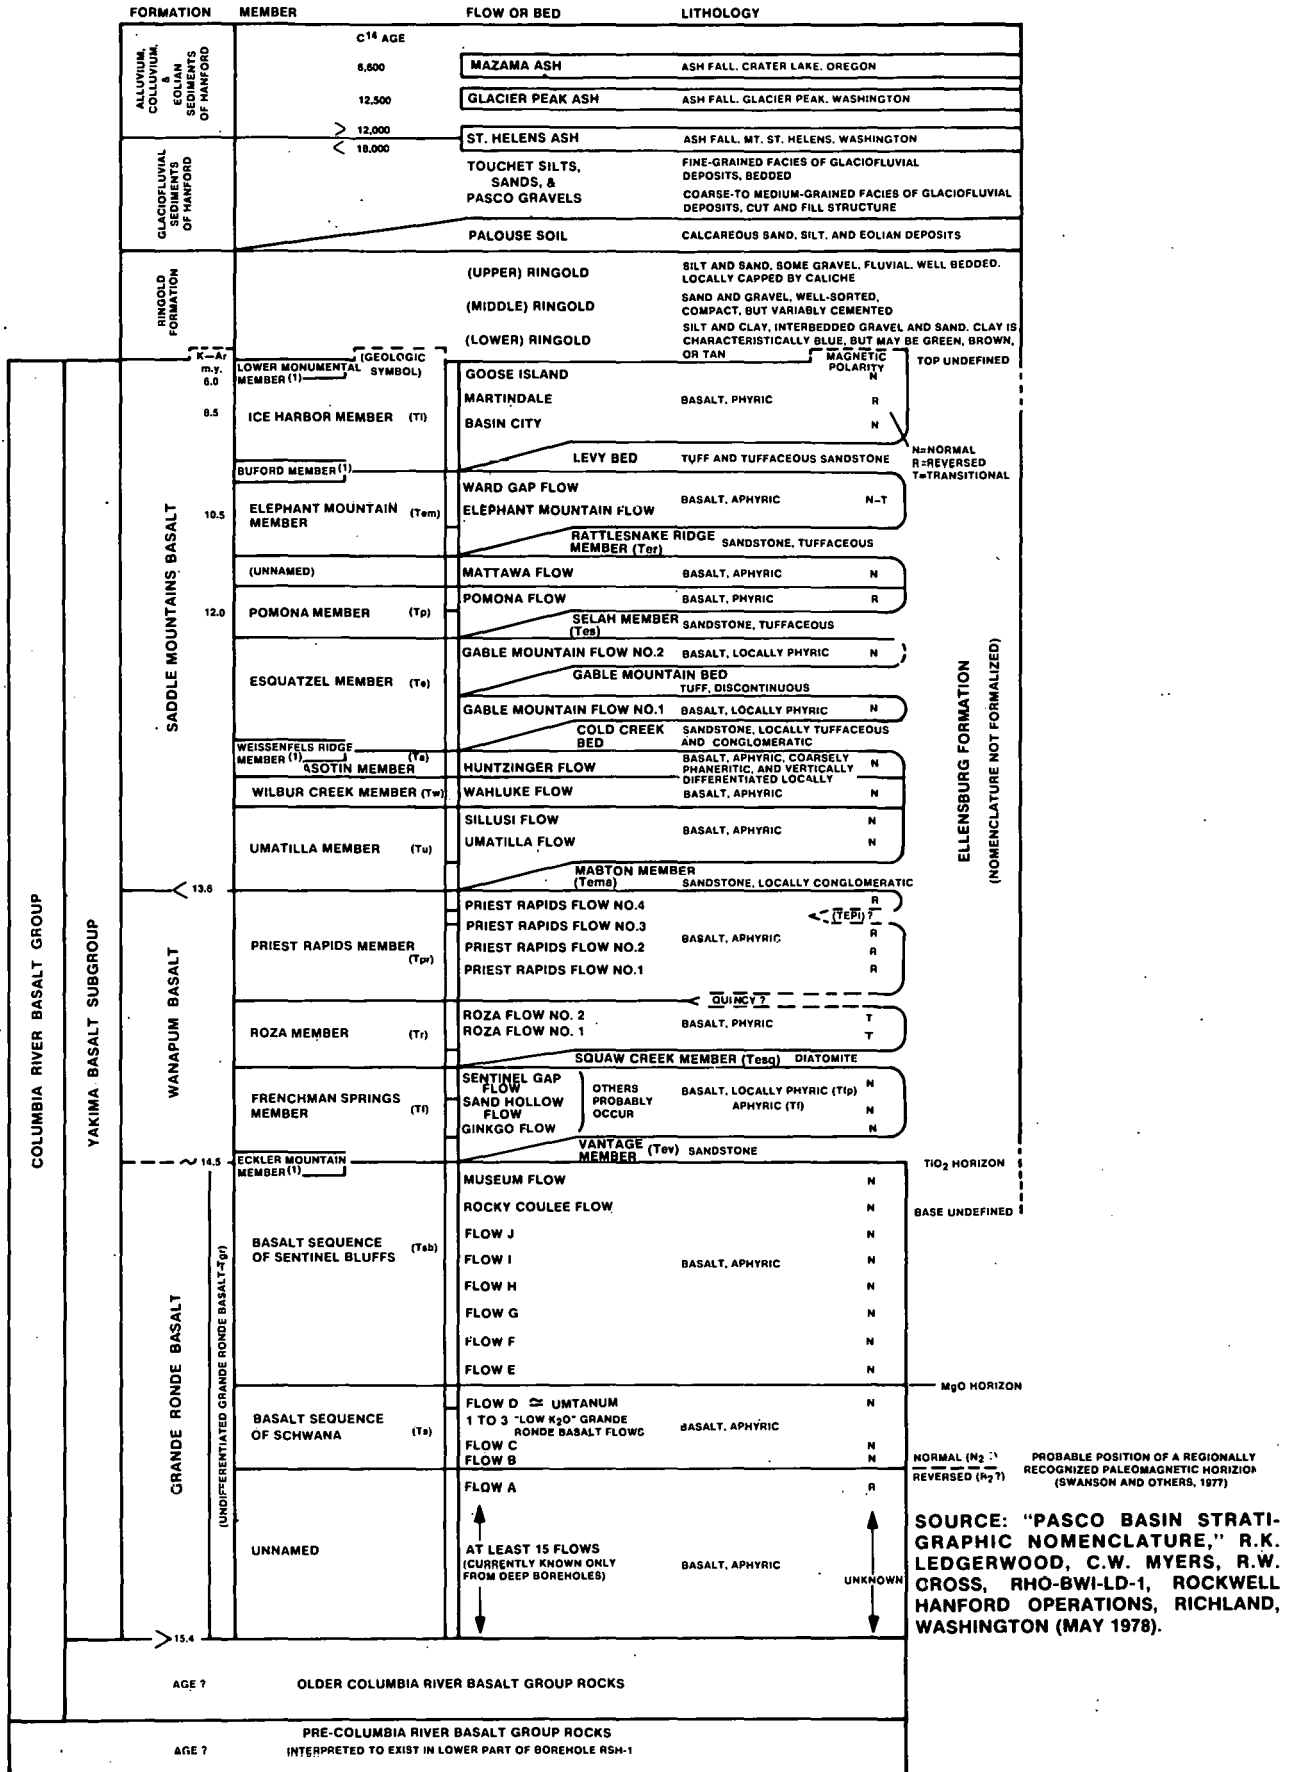 FORMATION MEMBER FLOW OR BED LITHOLOGY
ALLUVIUM,
COLLUVIUM,
&
EOLIAN
SEDIMENTS
OF HANFORD
C14 AGE
6,600 MAZAMA ASH ASH FALL. CRATER LAKE. OREGON
12,500 GLACIER PEAK ASH ASH FALL. GLACIER PEAK. WASHINGTON
> 12,000
< 18,000
ST. HELENS ASH ASH FALL. MT. ST. HELENS. WASHINGTON
GLACIOFLUVIAL
SEDIMENTS
OF HANFORD
TOUCHET SILTS,
SANDS, &
PASCO GRAVELS
FINE-GRAINED FACIES OF GLACIOFLUVIAL
DEPOSITS, BEDDED
COARSE-TO MEDIUM-GRAINED FACIES OF GLACIOFLUVIAL
DEPOSITS, CUT AND FILL STRUCTURE
PALOUSE SOIL CALCAREOUS SAND, SILT, AND EOLIAN DEPOSITS
RINGOLD
FORMATION
(UPPER) RINGOLD
SILT AND SAND, SOME GRAVEL, FLUVIAL. WELL BEDDED.
LOCALLY CAPPED BY CALICHE
(MIDDLE) RINGOLD
SAND AND GRAVEL, WELL-SORTED,
COMPACT, BUT VARIABLY CEMENTED
(LOWER) RINGOLD
SILT AND CLAY, INTERBEDDED GRAVEL AND SAND. CLAY IS
CHARACTERISTICALLY BLUE, BUT MAY BE GREEN, BROWN,
OR TAN
COLUMBIA RIVER BASALT GROUP
YAKIMA BASALT SUBGROUP
SADDLE MOUNTAINS BASALT
K-Ar
m.y.
6.0
(GEOLOGIC
SYMBOL)
MAGNETIC
POLARITY
TOP UNDEFINED
LOWER MONUMENTAL
MEMBER(1)
GOOSE ISLAND N
8.5 ICE HARBOR MEMBER (TI)
MARTINDALE BASALT, PHYRIC R
BASIN CITY N
N=NORMAL
R=REVERSED
T=TRANSITIONAL
LEVY BED TUFF AND TUFFACEOUS SANDSTONE
BUFORD MEMBER(1)
10.5 ELEPHANT MOUNTAIN (Tem)
MEMBER
WARD GAP FLOW
ELEPHANT MOUNTAIN FLOW
BASALT, APHYRIC N-T
RATTLESNAKE RIDGE
MEMBER (Ter) SANDSTONE, TUFFACEOUS
(UNNAMED) MATTAWA FLOW BASALT, APHYRIC N
12.0 POMONA MEMBER (Tp) POMONA FLOW BASALT, PHYRIC R
SELAH MEMBER
(Tes) SANDSTONE, TUFFACEOUS
ESQUATZEL MEMBER (Te)
GABLE MOUNTAIN FLOW NO.2 BASALT, LOCALLY PHYRIC N
GABLE MOUNTAIN BED
TUFF, DISCONTINUOUS
GABLE MOUNTAIN FLOW NO.1 BASALT, LOCALLY PHYRIC N
COLD CREEK
BED
SANDSTONE, LOCALLY TUFFACEOUS
AND CONGLOMERATIC
WEISSENFELS RIDGE
MEMBER(1)
ASOTIN MEMBER (Ta) HUNTZINGER FLOW
BASALT, APHYRIC, COARSELY
PHANERITIC, AND VERTICALLY
DIFFERENTIATED LOCALLY
N
WILBUR CREEK MEMBER (Tw) WAHLUKE FLOW BASALT, APHYRIC N
UMATILLA MEMBER (Tu)
SILLUSI FLOW N
UMATILLA FLOW N
BASALT, APHYRIC
MABTON MEMBER
(Tema) SANDSTONE, LOCALLY CONGLOMERATIC
ELLENSBURG FORMATION
(NOMENCLATURE NOT FORMALIZED)
< 13.6
WANAPUM BASALT
PRIEST RAPIDS MEMBER
(Tpr)
PRIEST RAPIDS FLOW NO.4 R
(TEPI) ?
PRIEST RAPIDS FLOW NO.3 R
BASALT, APHYRIC
PRIEST RAPIDS FLOW NO.2 R
PRIEST RAPIDS FLOW NO.1 R
QUINCY ?
ROZA MEMBER (Tr)
ROZA FLOW NO. 2 T
ROZA FLOW NO. 1 T
BASALT, PHYRIC
SQUAW CREEK MEMBER (Tesq) DIATOMITE
FRENCHMAN SPRINGS
MEMBER (Tf)
SENTINEL GAP
FLOW
SAND HOLLOW
FLOW
GINKGO FLOW
OTHERS
PROBABLY
OCCUR
BASALT, LOCALLY PHYRIC (Tfp) N
APHYRIC (Tf) N
N
VANTAGE
MEMBER (Tev) SANDSTONE
~ 14.5
ECKLER MOUNTAIN
MEMBER(1)
TiO2 HORIZON
BASE UNDEFINED
GRANDE RONDE BASALT
(UNDIFFERENTIATED GRANDE RONDE BASALT-Tgr)
BASALT SEQUENCE
OF SENTINEL BLUFFS (Tsb)
MUSEUM FLOW N
ROCKY COULEE FLOW N
FLOW J N
FLOW I BASALT, APHYRIC N
FLOW H N
FLOW G N
FLOW F N
FLOW E N
MgO HORIZON
BASALT SEQUENCE
OF SCHWANA (Ts)
FLOW D ≅ UMTANUM N
1 TO 3 "LOW K2O" GRANDE
RONDE BASALT FLOWS
BASALT, APHYRIC
FLOW C N
FLOW B N
NORMAL (N2 ?)
REVERSED (R2?)
PROBABLE POSITION OF A REGIONALLY
RECOGNIZED PALEOMAGNETIC HORIZION
(SWANSON AND OTHERS, 1977)
FLOW A R
UNNAMED
AT LEAST 15 FLOWS
(CURRENTLY KNOWN ONLY
FROM DEEP BOREHOLES)
BASALT, APHYRIC
UNKNOWN
SOURCE: "PASCO BASIN STRATI-
GRAPHIC NOMENCLATURE," R.K.
LEDGERWOOD, C.W. MYERS, R.W.
CROSS, RHO-BWI-LD-1, ROCKWELL
HANFORD OPERATIONS, RICHLAND,
WASHINGTON (MAY 1978).
> 15.4
AGE ? OLDER COLUMBIA RIVER BASALT GROUP ROCKS
PRE-COLUMBIA RIVER BASALT GROUP ROCKS
AGE ? INTERPRETED TO EXIST IN LOWER PART OF BOREHOLE RSH-1